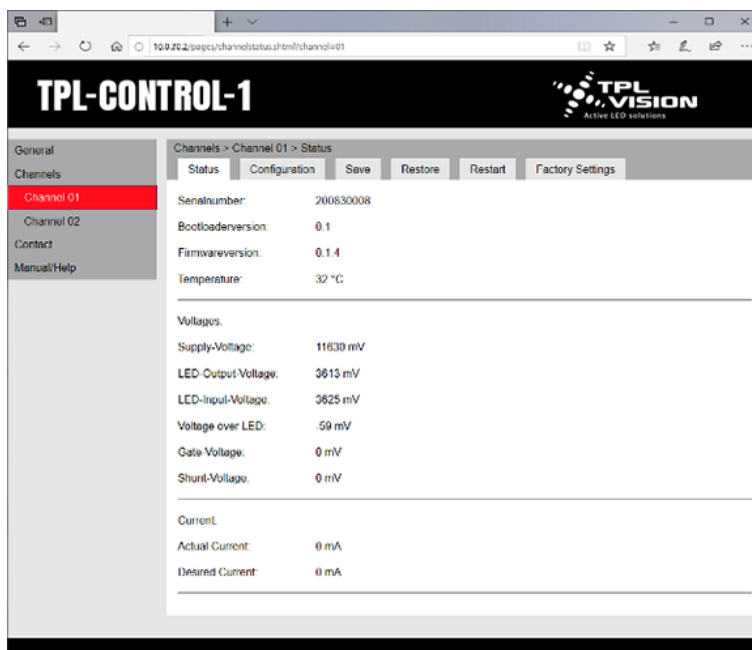 10.0.30.2/pages/channelstatus.shtml?channel=01
TPL-CONTROL-1
TPL
VISION
Active LED solutions
General
Channels
Channel 01
Channel 02
Contact
Manual/Help
Channels > Channel 01 > Status
Status Configuration Save Restore Restart Factory Settings
Serialnumber: 200830008
Bootloaderversion: 0.1
Firmwareversion: 0.1.4
Temperature: 32 °C
Voltages:
Supply-Voltage: 11630 mV
LED-Output-Voltage: 3613 mV
LED-Input-Voltage: 3625 mV
Voltage over LED: -59 mV
Gate-Voltage: 0 mV
Shunt-Voltage: 0 mV
Current:
Actual Current: 0 mA
Desired Current: 0 mA